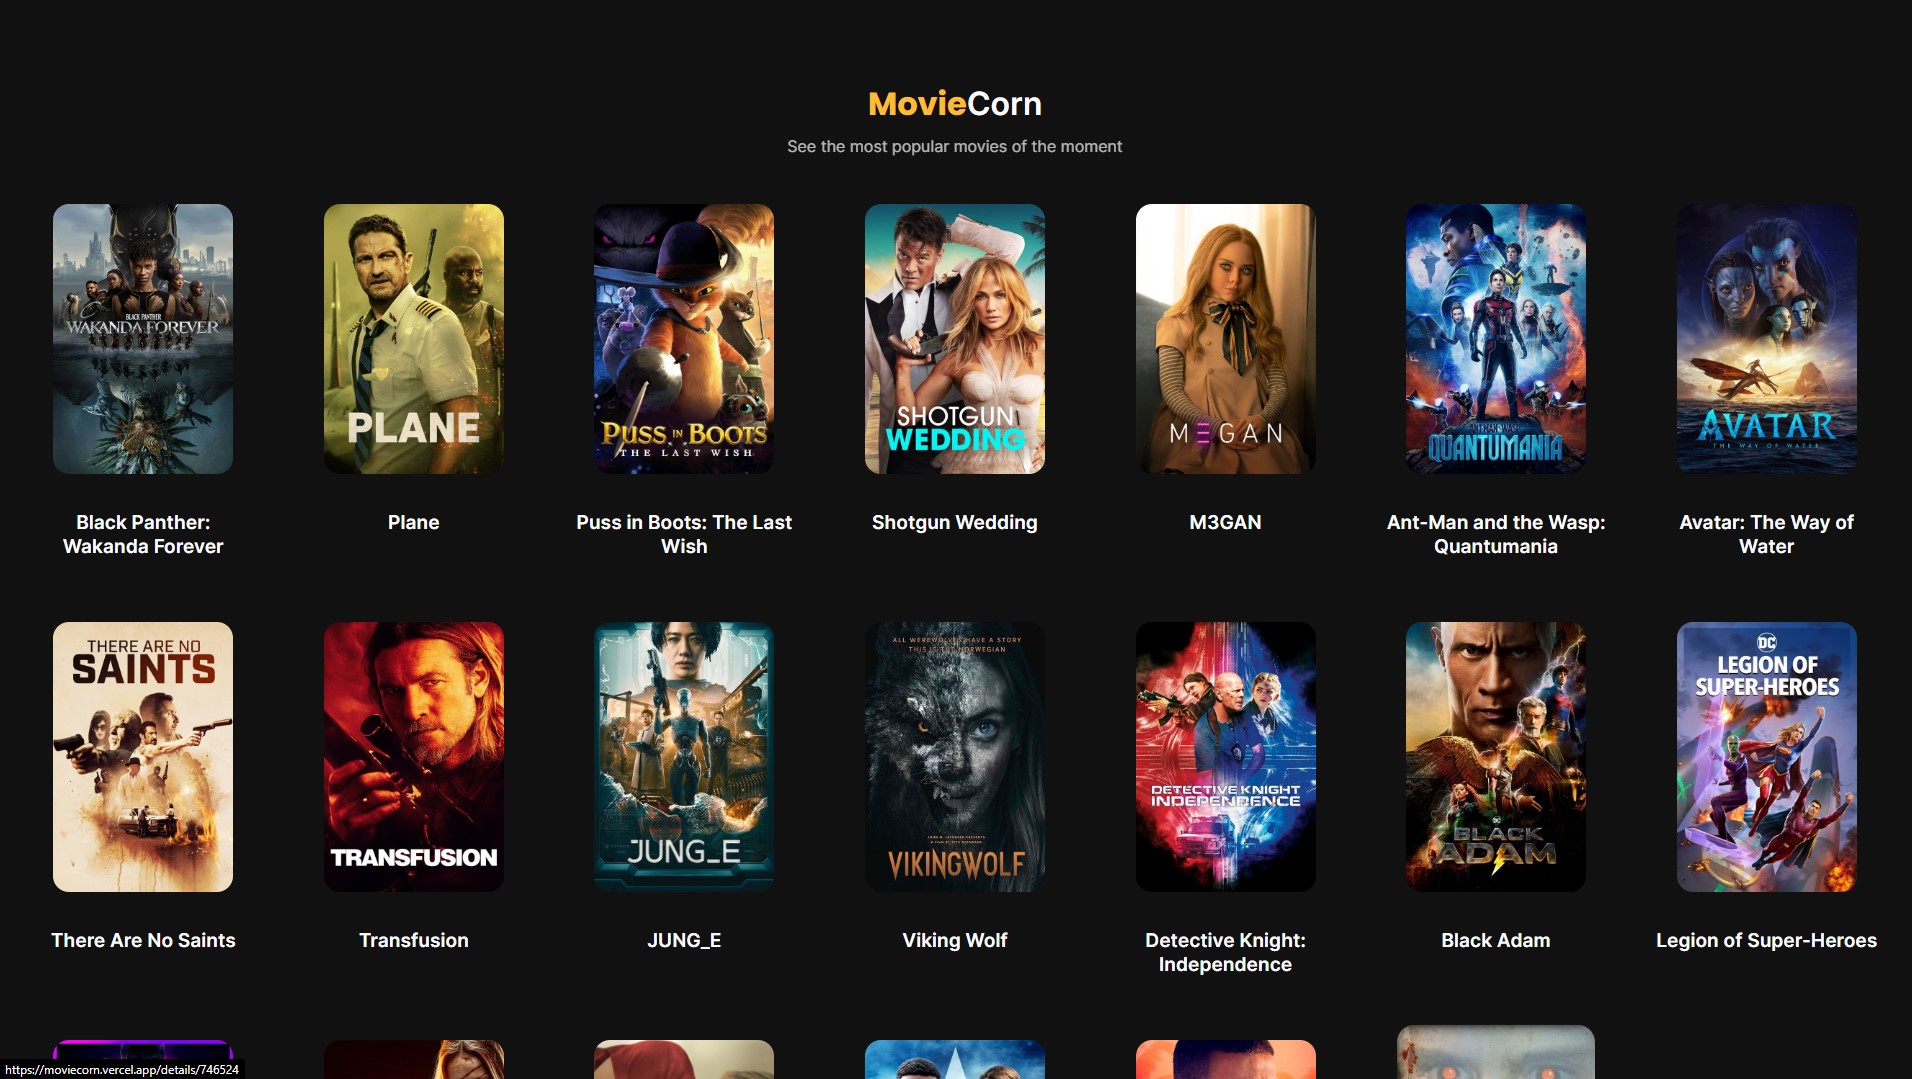 MovieCorn
See the most popular movies of the moment
BLACK PANTHER
WAKANDA FOREVER
PLANE
PUSS IN BOOTS
THE LAST WISH
SHOTGUN
WEDDING
M3GAN
ANT-MAN AND THE WASP
QUANTUMANIA
AVATAR
THE WAY OF WATER
Black Panther:
Wakanda Forever
Plane
Puss in Boots: The Last
Wish
Shotgun Wedding
M3GAN
Ant-Man and the Wasp:
Quantumania
Avatar: The Way of
Water
THERE ARE NO
SAINTS
TRANSFUSION
JUNG_E
ALL WEREWOLVES HAVE A STORY
THIS IS THE NORWEGIAN
VIKINGWOLF
DETECTIVE KNIGHT
INDEPENDENCE
DC
BLACK
ADAM
DC
LEGION OF
SUPER-HEROES
There Are No Saints
Transfusion
JUNG_E
Viking Wolf
Detective Knight:
Independence
Black Adam
Legion of Super-Heroes
https://moviecorn.vercel.app/details/746524